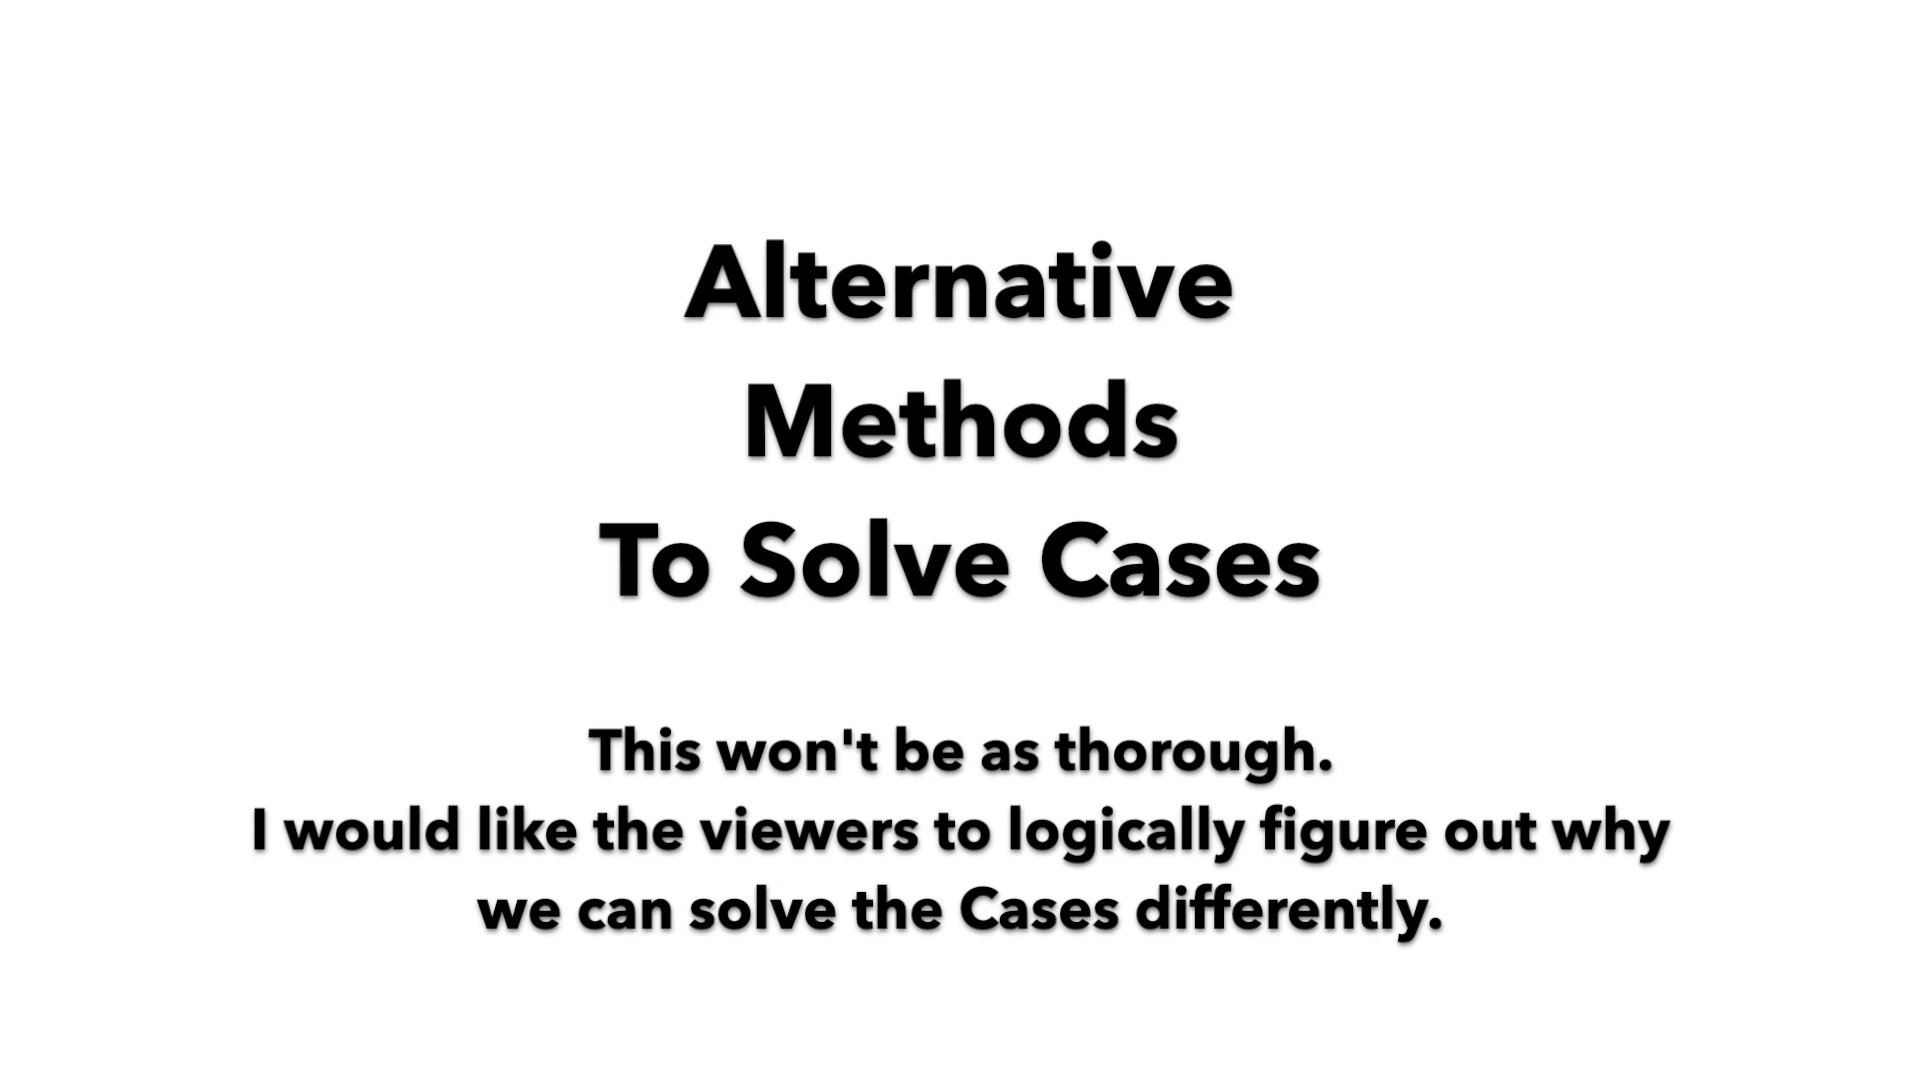 Alternative
Methods
To Solve Cases
This won't be as thorough.
I would like the viewers to logically figure out why
we can solve the Cases differently.